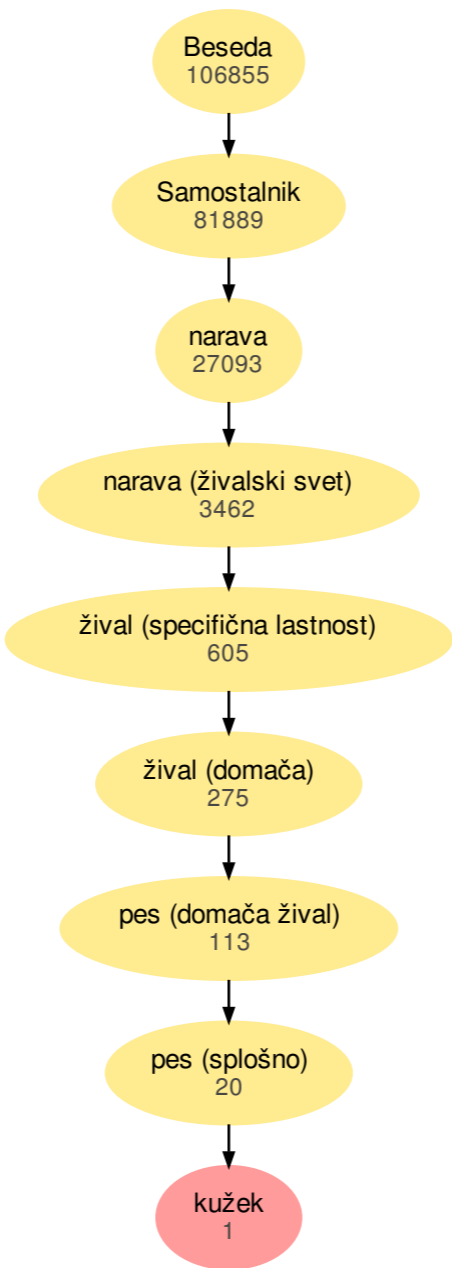 Beseda
106855
Samostalnik
81889
narava
27093
narava (živalski svet)
3462
žival (specifična lastnost)
605
žival (domača)
275
pes (domača žival)
113
pes (splošno)
20
kužek
1